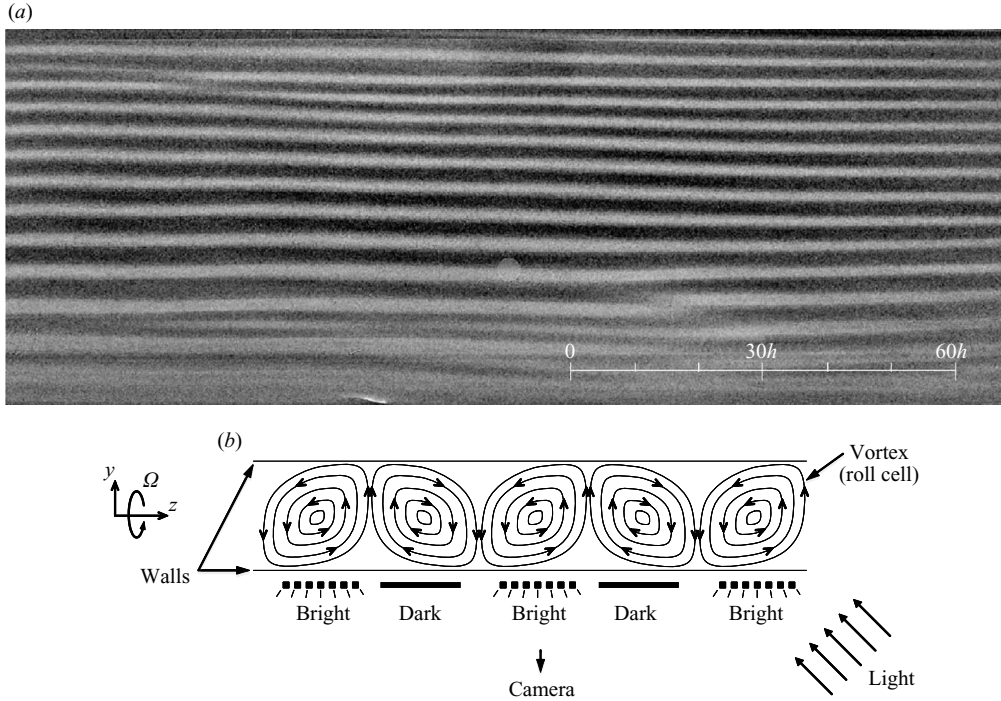 (a)
0 30h 60h
(b)
y Ω z
Vortex
(roll cell)
Walls
Bright Dark Bright Dark Bright
Camera
Light